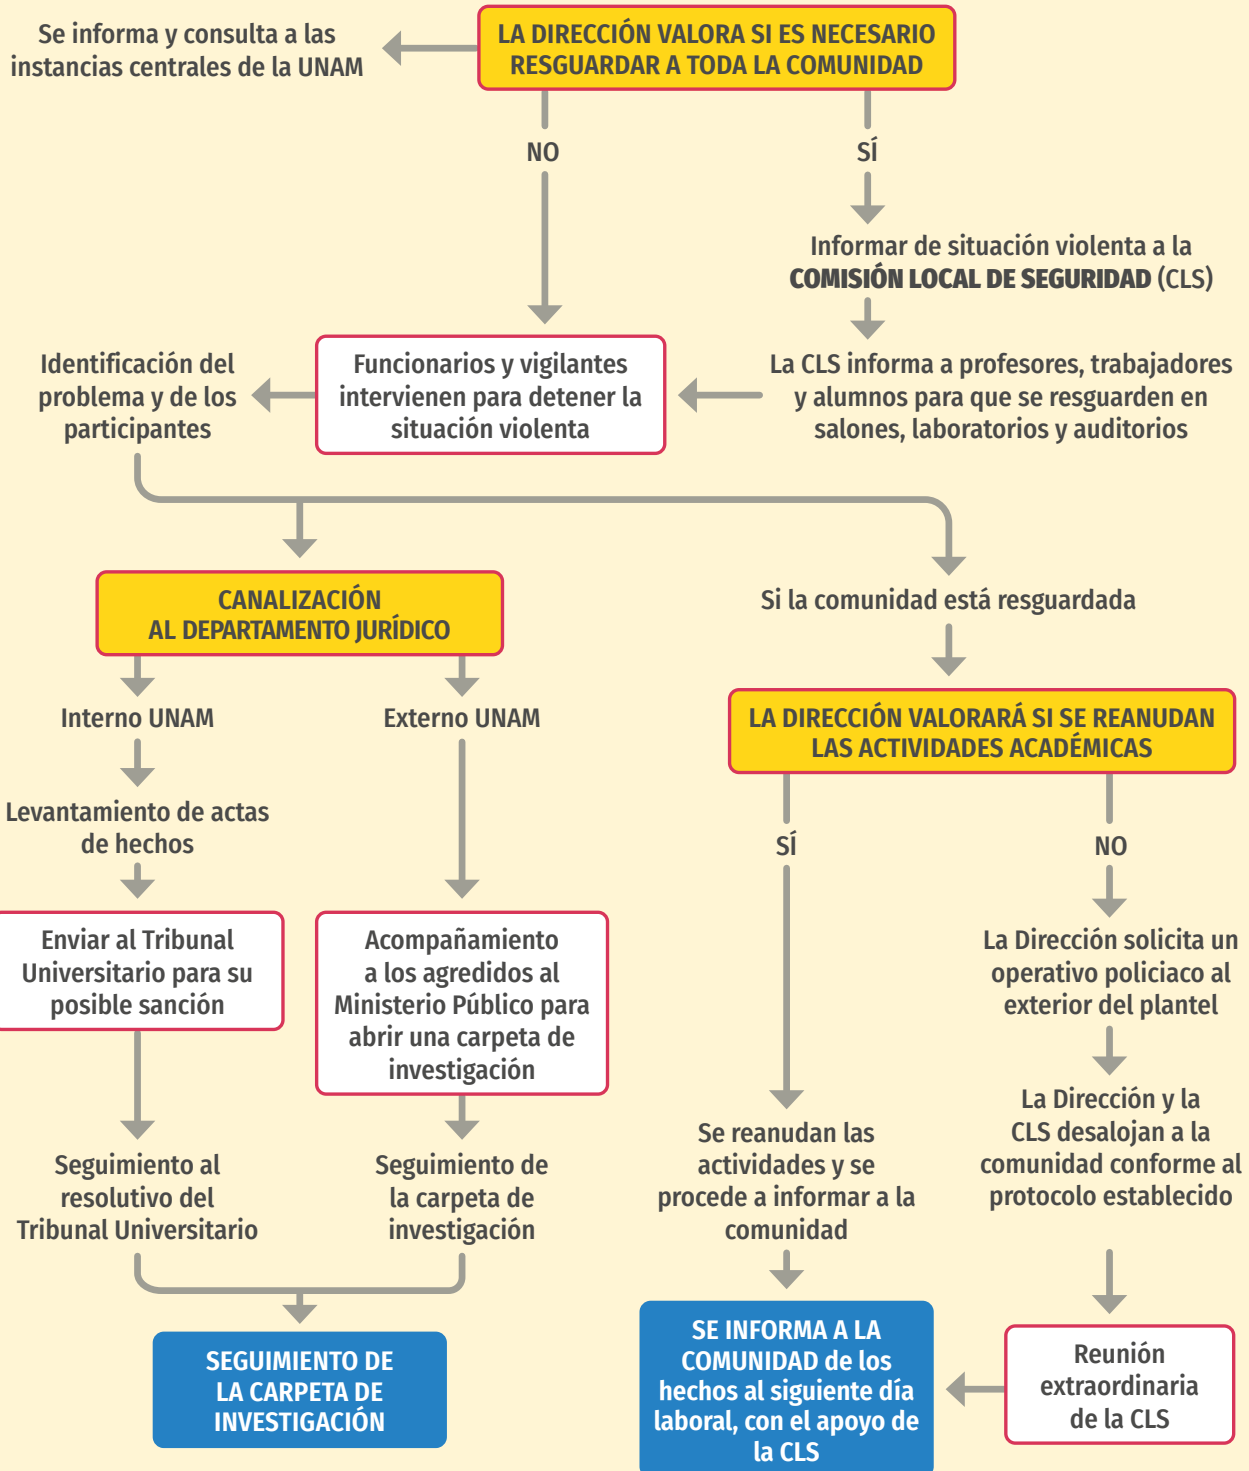 Se informa y consulta a las
instancias centrales de la UNAM
LA DIRECCIÓN VALORA SI ES NECESARIO
RESGUARDAR A TODA LA COMUNIDAD
NO
SÍ
Informar de situación violenta a la
COMISIÓN LOCAL DE SEGURIDAD (CLS)
Identificación del
problema y de los
participantes
Funcionarios y vigilantes
intervienen para detener la
situación violenta
La CLS informa a profesores, trabajadores
y alumnos para que se resguarden en
salones, laboratorios y auditorios
CANALIZACIÓN
AL DEPARTAMENTO JURÍDICO
Si la comunidad está resguardada
Interno UNAM
Externo UNAM
LA DIRECCIÓN VALORARÁ SI SE REANUDAN
LAS ACTIVIDADES ACADÉMICAS
Levantamiento de actas
de hechos
SÍ
NO
Enviar al Tribunal
Universitario para su
posible sanción
Acompañamiento
a los agredidos al
Ministerio Público para
abrir una carpeta de
investigación
La Dirección solicita un
operativo policiaco al
exterior del plantel
Se reanudan las
actividades y se
procede a informar a la
comunidad
La Dirección y la
CLS desalojan a la
comunidad conforme al
protocolo establecido
Seguimiento al
resolutivo del
Tribunal Universitario
Seguimiento de
la carpeta de
investigación
SEGUIMIENTO DE
LA CARPETA DE
INVESTIGACIÓN
SE INFORMA A LA
COMUNIDAD de los
hechos al siguiente día
laboral, con el apoyo de
la CLS
Reunión
extraordinaria
de la CLS